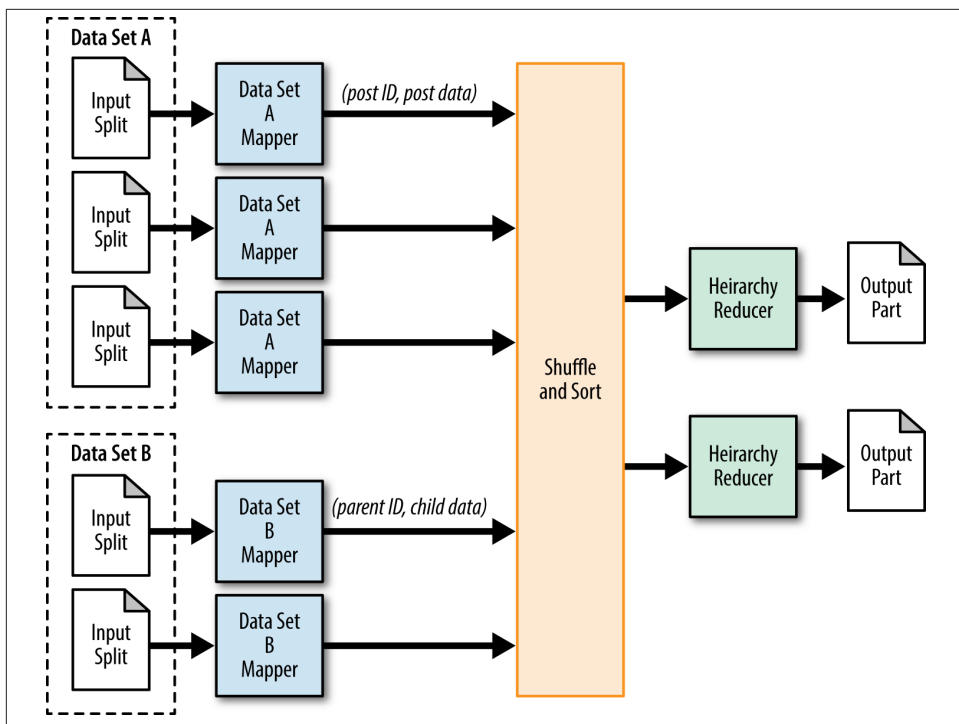 Data Set A
Input
Split
Data Set
A
Mapper
(post ID, post data)
Input
Split
Data Set
A
Mapper
Input
Split
Data Set
A
Mapper
Shuffle
and Sort
Heirarchy
Reducer
Output
Part
Data Set B
Input
Split
Data Set
B
Mapper
(parent ID, child data)
Heirarchy
Reducer
Output
Part
Input
Split
Data Set
B
Mapper